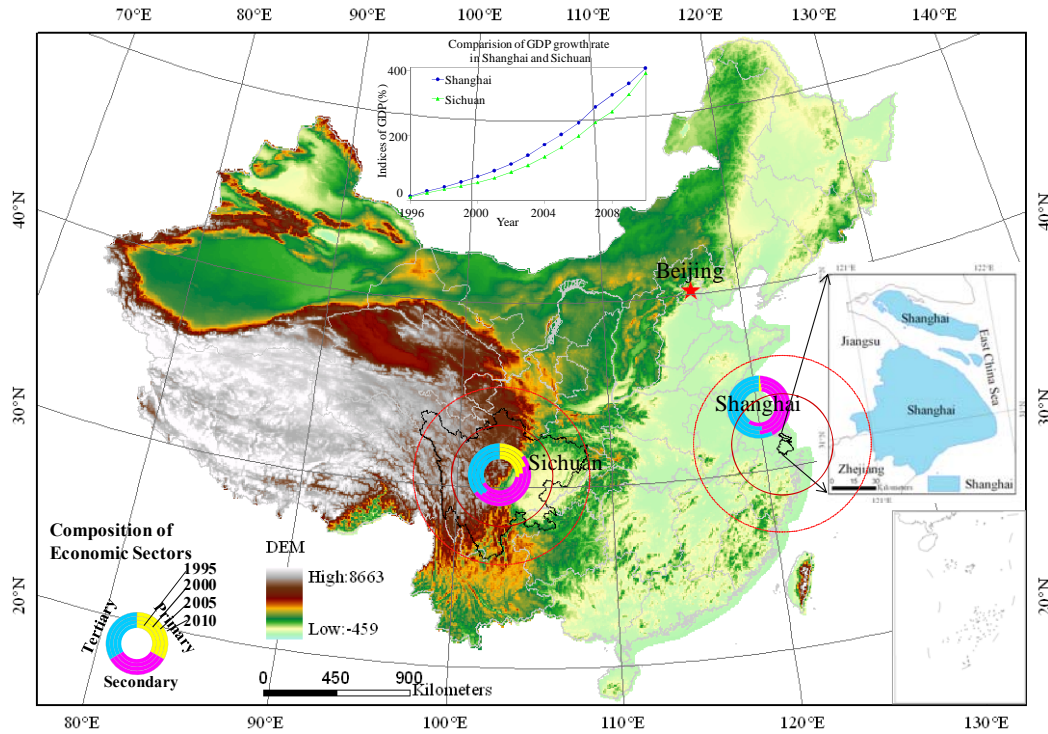 70°E
80°E
90°E
100°E
110°E
120°E
130°E
140°E
Comparision of GDP growth rate
in Shanghai and Sichuan
400
200
0
Indices of GDP(%)
Shanghai
Sichuan
1996
2000
2004
2008
Year
40°N
30°N
20°N
40°N
30°N
20°N
Beijing
Shanghai
Sichuan
121°E
122°E
Shanghai
Jiangsu
East China Sea
Shanghai
Zhejiang
0
30
Kilometers
Shanghai
121°E
Composition of
Economic Sectors
1995
2000
2005
2010
Tertiary
Primary
Secondary
DEM
High:8663
Low:-459
0
450
900
Kilometers
80°E
90°E
100°E
110°E
120°E
130°E